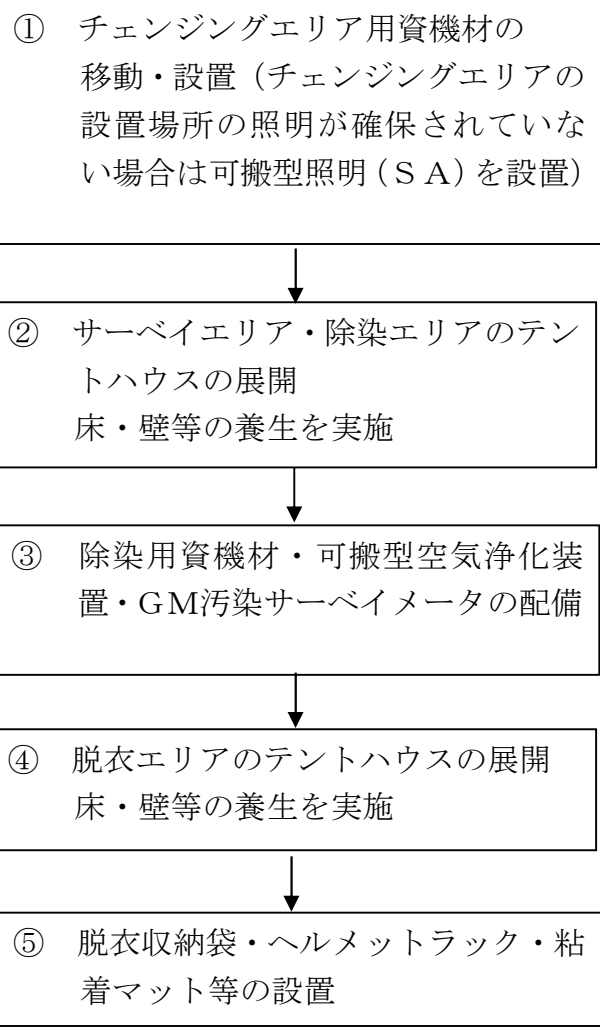 ① チェンジングエリア用資機材の
移動・設置（チェンジングエリアの
設置場所の照明が確保されていな
い場合は可搬型照明（ＳＡ）を設置）
② サーベイエリア・除染エリアのテン
トハウスの展開
床・壁等の養生を実施
③ 除染用資機材・可搬型空気浄化装
置・ＧＭ汚染サーベイメータの配備
④ 脱衣エリアのテントハウスの展開
床・壁等の養生を実施
⑤ 脱衣収納袋・ヘルメットラック・粘
着マット等の設置